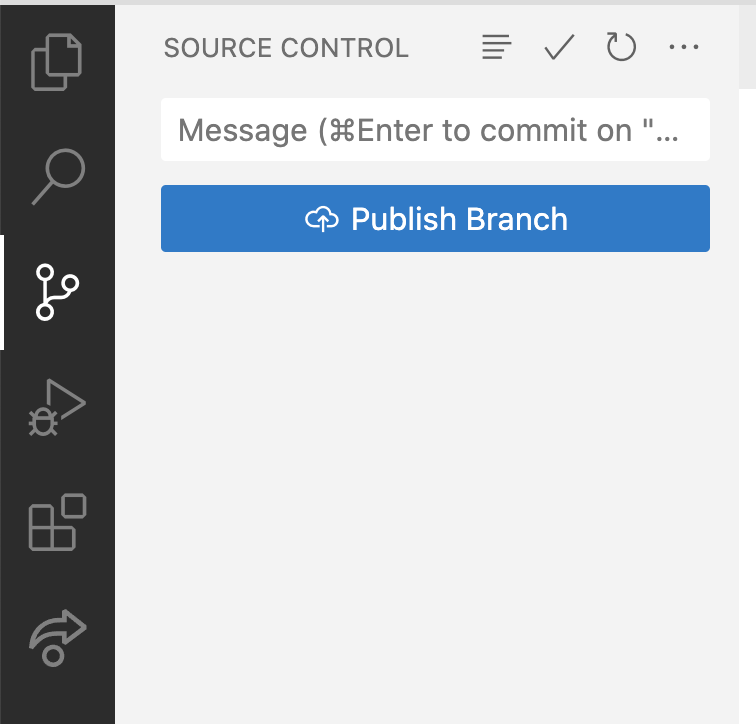 SOURCE CONTROL
Message (⌘Enter to commit on "...
Publish Branch